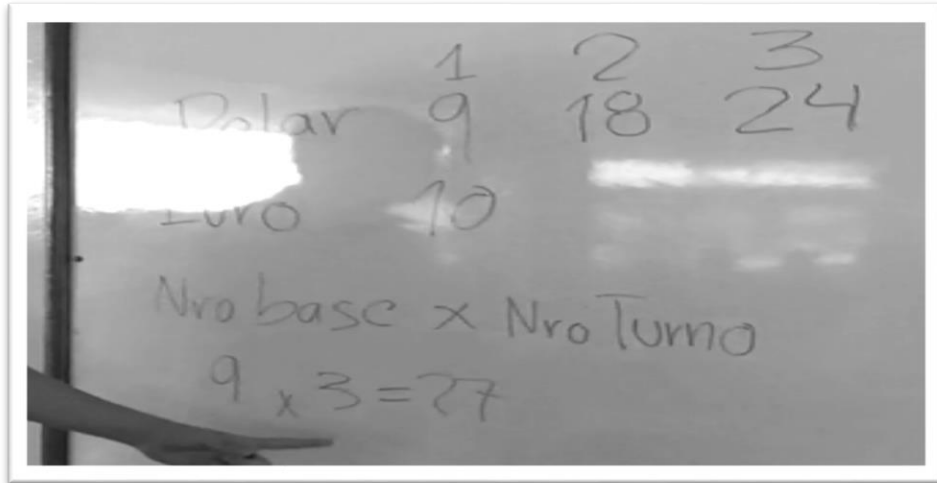 1 2 3
Dolar 9 18 24
Euro 10
Nro base x Nro Turno
9 x 3 = 27